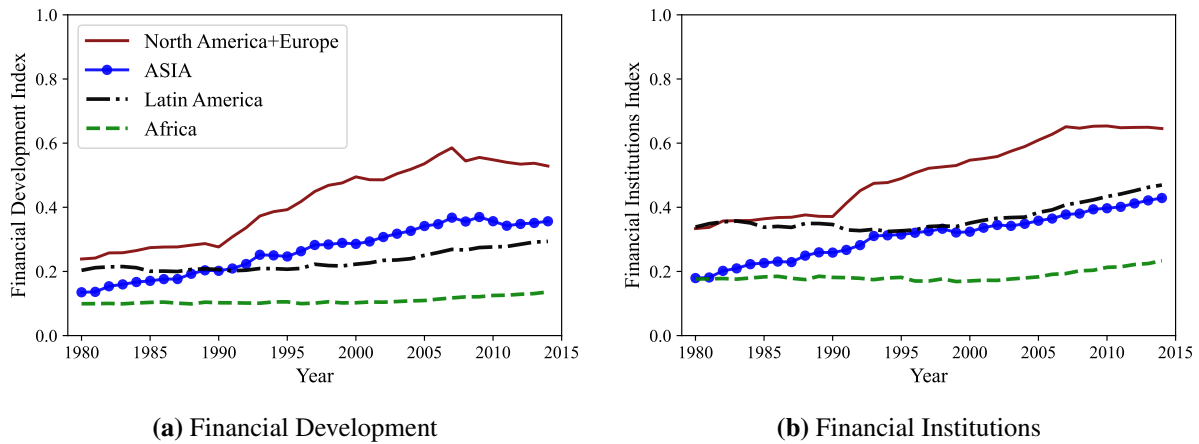 1.0
0.8
0.6
0.4
0.2
0.0
Financial Development Index
North America+Europe
ASIA
Latin America
Africa
1980 1985 1990 1995 2000 2005 2010 2015
Year
(a) Financial Development
1.0
0.8
0.6
0.4
0.2
0.0
Financial Institutions Index
1980 1985 1990 1995 2000 2005 2010 2015
Year
(b) Financial Institutions